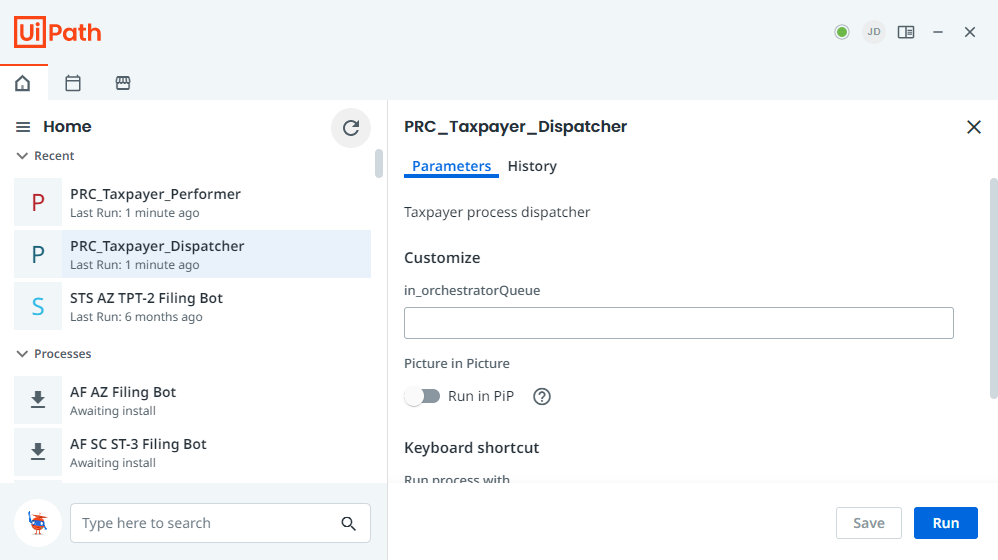 UiPath
JD
Home
Recent
P
PRC_Taxpayer_Performer
Last Run: 1 minute ago
P
PRC_Taxpayer_Dispatcher
Last Run: 1 minute ago
S
STS AZ TPT-2 Filing Bot
Last Run: 6 months ago
Processes
AF AZ Filing Bot
Awaiting install
AF SC ST-3 Filing Bot
Awaiting install
Type here to search
PRC_Taxpayer_Dispatcher
Parameters History
Taxpayer process dispatcher
Customize
in_orchestratorQueue
Picture in Picture
Run in PiP ?
Keyboard shortcut
Run process with
Save Run